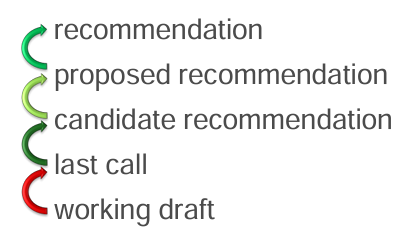 recommendation
proposed recommendation
candidate recommendation
last call
working draft